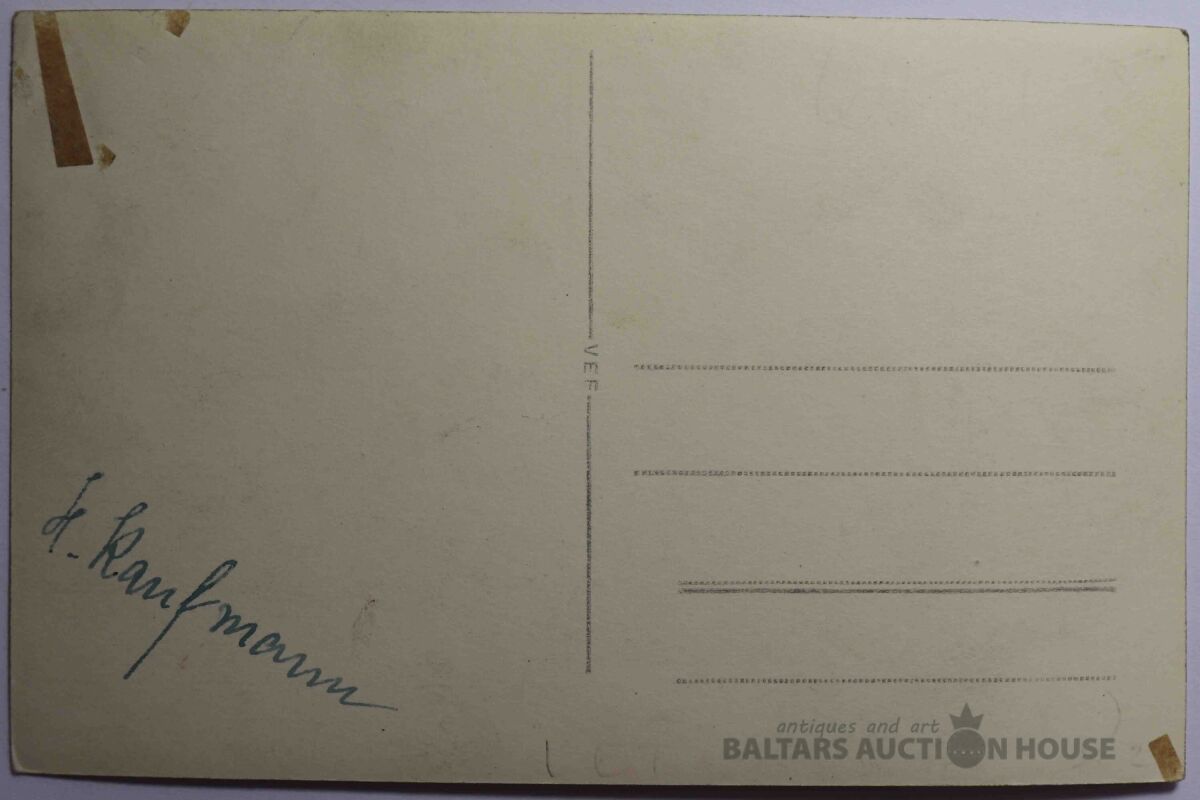 H. Kaufmann
VEF
antiques and art
BALTARS AUCTION HOUSE